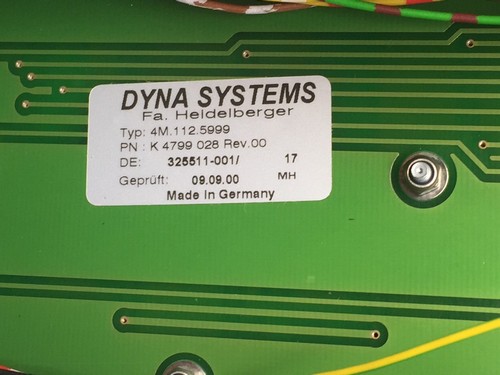 DYNA SYSTEMS
Fa. Heidelberger
Typ: 4M.112.5999
PN : K 4799 028 Rev.00
DE: 325511-001/ 17
Geprüft: 09.09.00 MH
Made In Germany